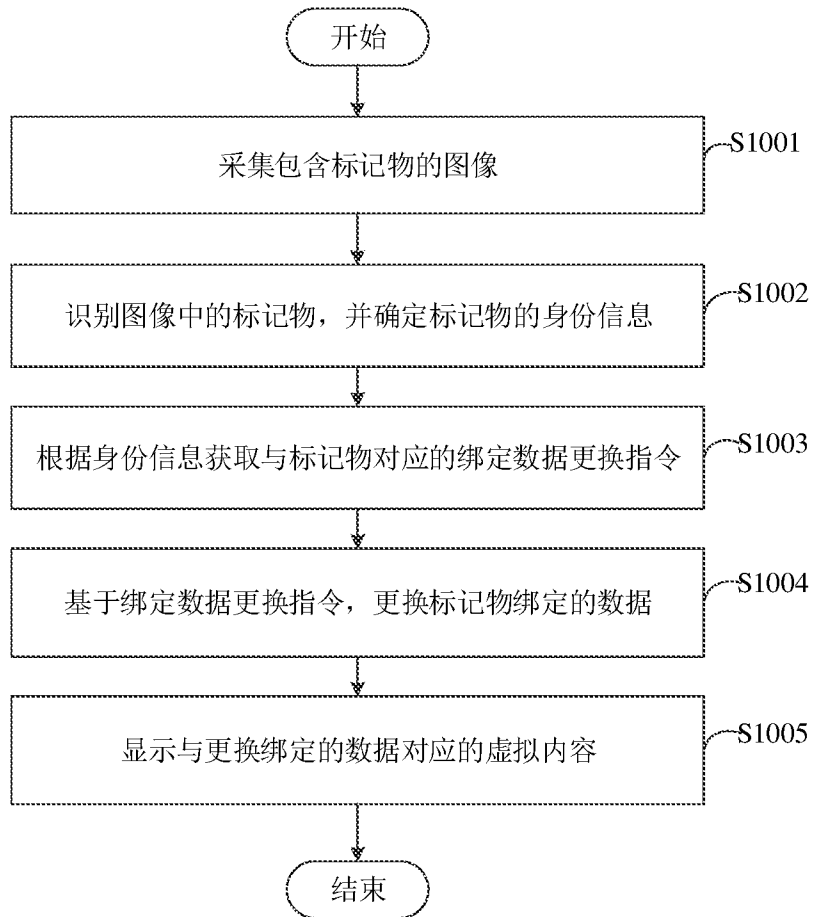 开始
采集包含标记物的图像
S1001
识别图像中的标记物，并确定标记物的身份信息
S1002
根据身份信息获取与标记物对应的绑定数据更换指令
S1003
基于绑定数据更换指令，更换标记物绑定的数据
S1004
显示与更换绑定的数据对应的虚拟内容
S1005
结束